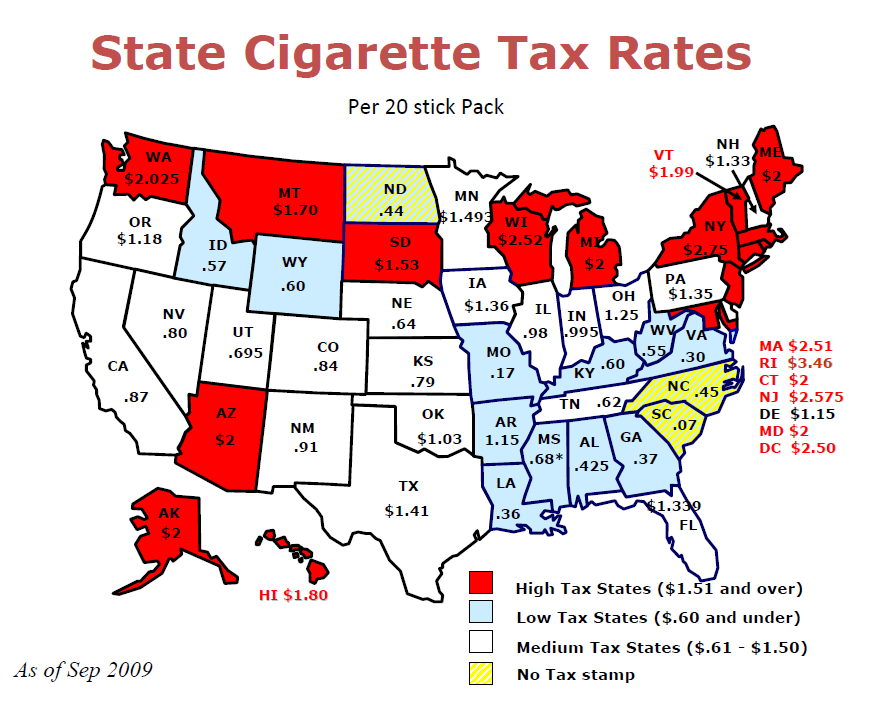 State Cigarette Tax Rates
Per 20 stick Pack
WA
$2.025
MT
$1.70
ND
.44
MN
$1.493
VT
$1.99
NH
$1.33
ME
$2
OR
$1.18
ID
.57
WY
.60
SD
$1.53
WI
$2.52
MI
$2
NY
$2.75
NV
.80
UT
.695
CO
.84
NE
.64
IA
$1.36
IL
.98
IN
.995
OH
1.25
PA
$1.35
CA
.87
KS
.79
MO
.17
KY .60
WV
.55
VA
.30
AZ
$2
NM
.91
OK
$1.03
AR
1.15
TN .62
NC .45
SC .07
TX
$1.41
LA
.36
MS
.68*
AL
.425
GA
.37
$1.339
FL
AK
$2
HI $1.80
MA $2.51
RI $3.46
CT $2
NJ $2.575
DE $1.15
MD $2
DC $2.50
High Tax States ($1.51 and over)
Low Tax States ($.60 and under)
Medium Tax States ($.61 - $1.50)
No Tax stamp
As of Sep 2009